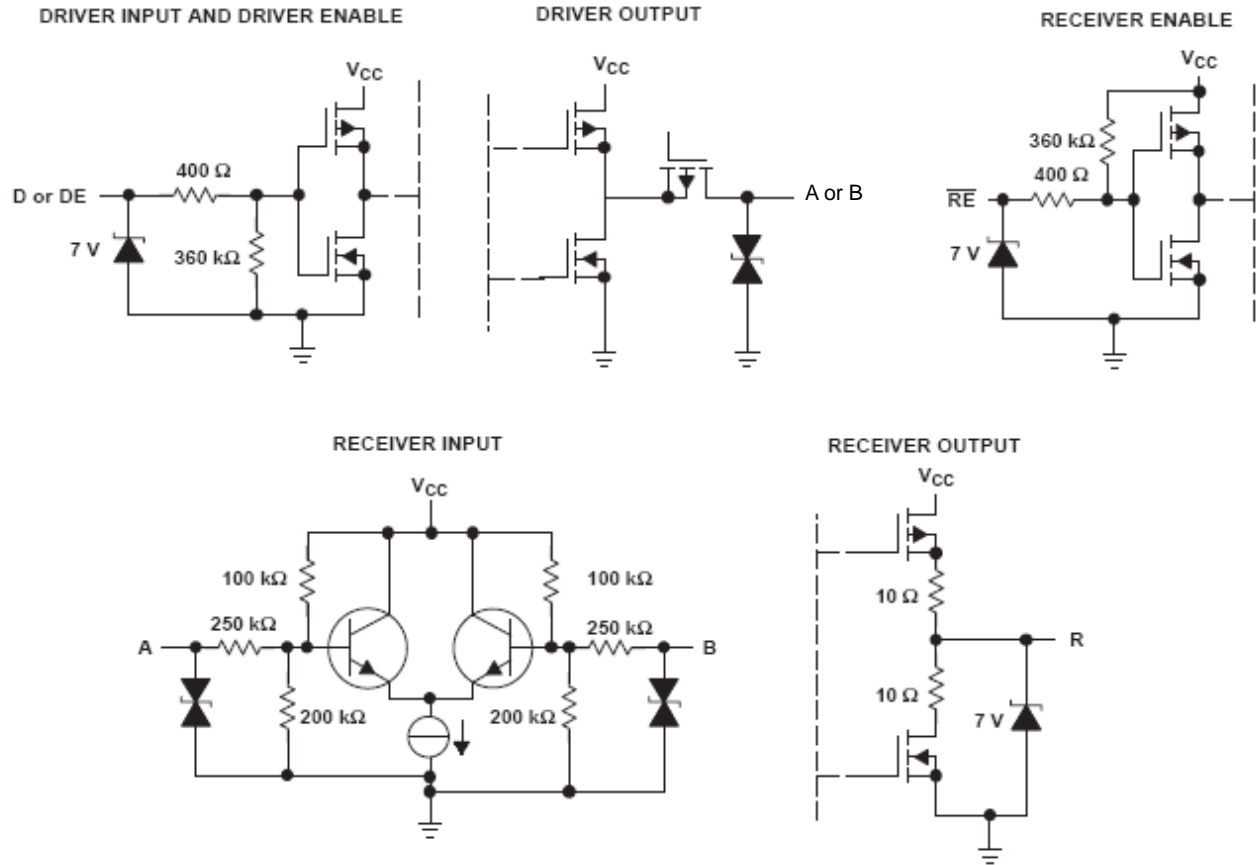 DRIVER INPUT AND DRIVER ENABLE
DRIVER OUTPUT
RECEIVER ENABLE
VCC
VCC
VCC
400 Ω
360 kΩ
400 Ω
D or DE
A or B
RE
7 V
360 kΩ
7 V
RECEIVER INPUT
RECEIVER OUTPUT
VCC
VCC
100 kΩ
100 kΩ
10 Ω
250 kΩ
250 kΩ
A
B
R
10 Ω
200 kΩ
200 kΩ
7 V